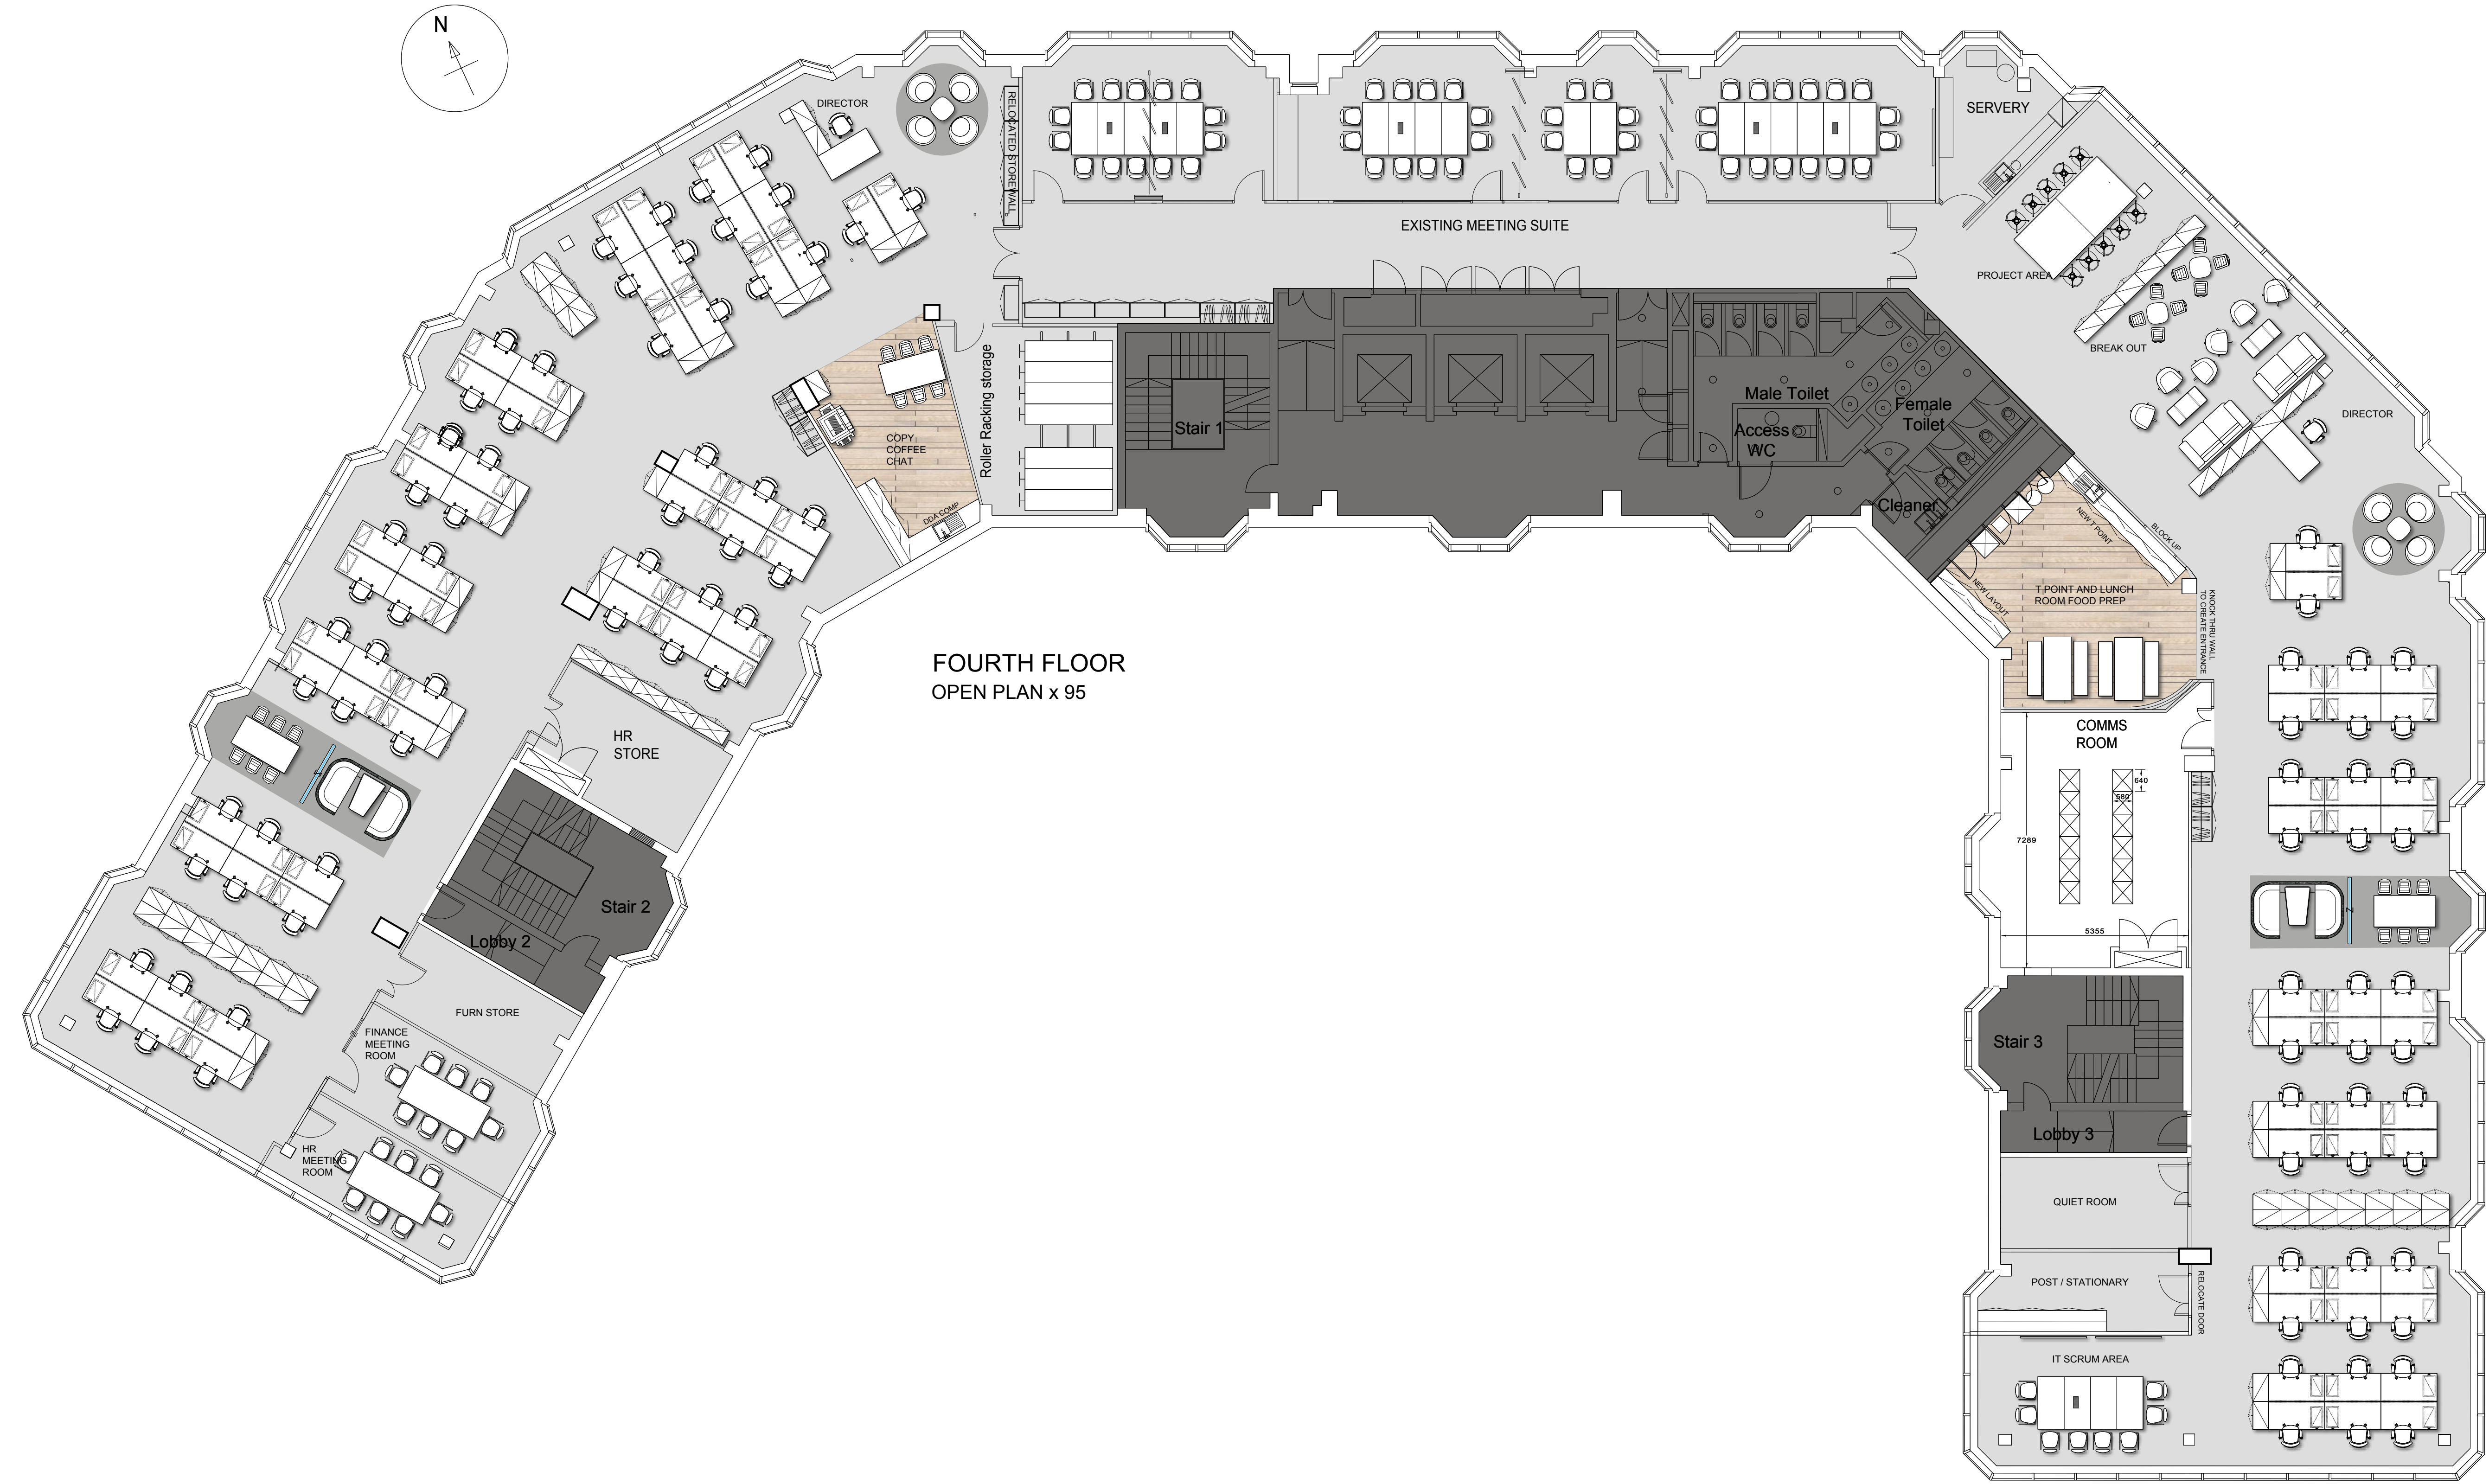 N
DIRECTOR
RELOCATED STOREWALL
SERVERY
EXISTING MEETING SUITE
PROJECT AREA
BREAK OUT
DIRECTOR
Roller Racking storage
COPY
COFFEE
CHAT
DDA COMP
Stair 1
Male Toilet
Female
Toilet
Access
WC
Cleaner
NEW T POINT
BLOCK UP
NEW LAYOUT
T POINT AND LUNCH
ROOM FOOD PREP
KNOCK THRU WALL
TO CREATE ENTRANCE
FOURTH FLOOR
OPEN PLAN x 95
HR
STORE
COMMS
ROOM
640
580
7289
5355
Stair 2
Lobby 2
FURN STORE
FINANCE
MEETING
ROOM
HR
MEETING
ROOM
Stair 3
Lobby 3
QUIET ROOM
POST / STATIONARY
RELOCATE DOOR
IT SCRUM AREA